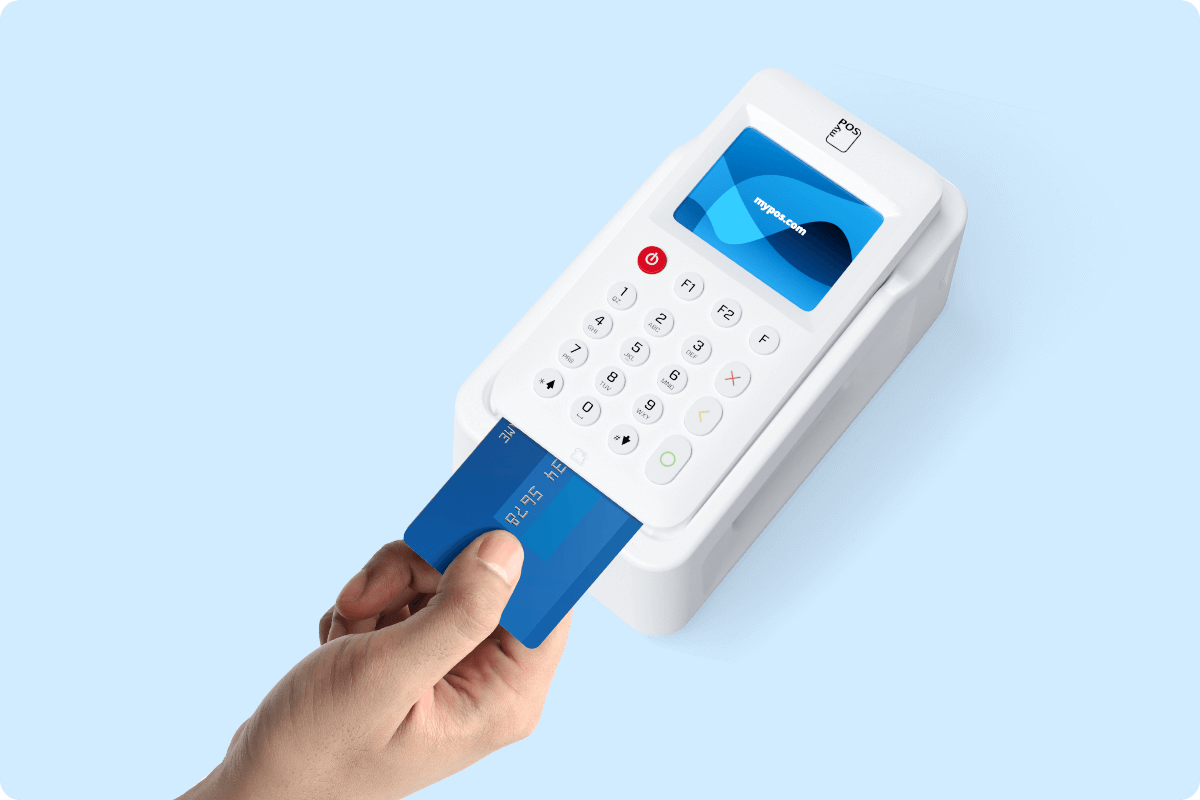 my
POS
mypos.com
F1 F2 F
1 2 3
QZ ABC DEF
4 5 6
GHI JKL MNO
7 8 9
PRS TUV WXY
* 0 #